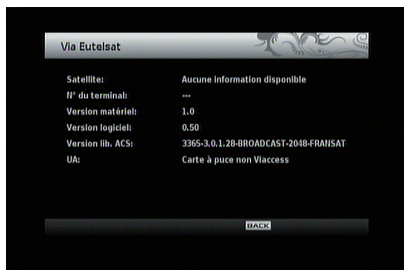 Via Eutelsat
Satellite: Aucune information disponible
N° du terminal: ---
Version matériel: 1.0
Version logiciel: 0.50
Version lib. ACS: 3365-3.0.1.28-BROADCAST-2048-FRANSAT
UA: Carte à puce non Viaccess
BACK